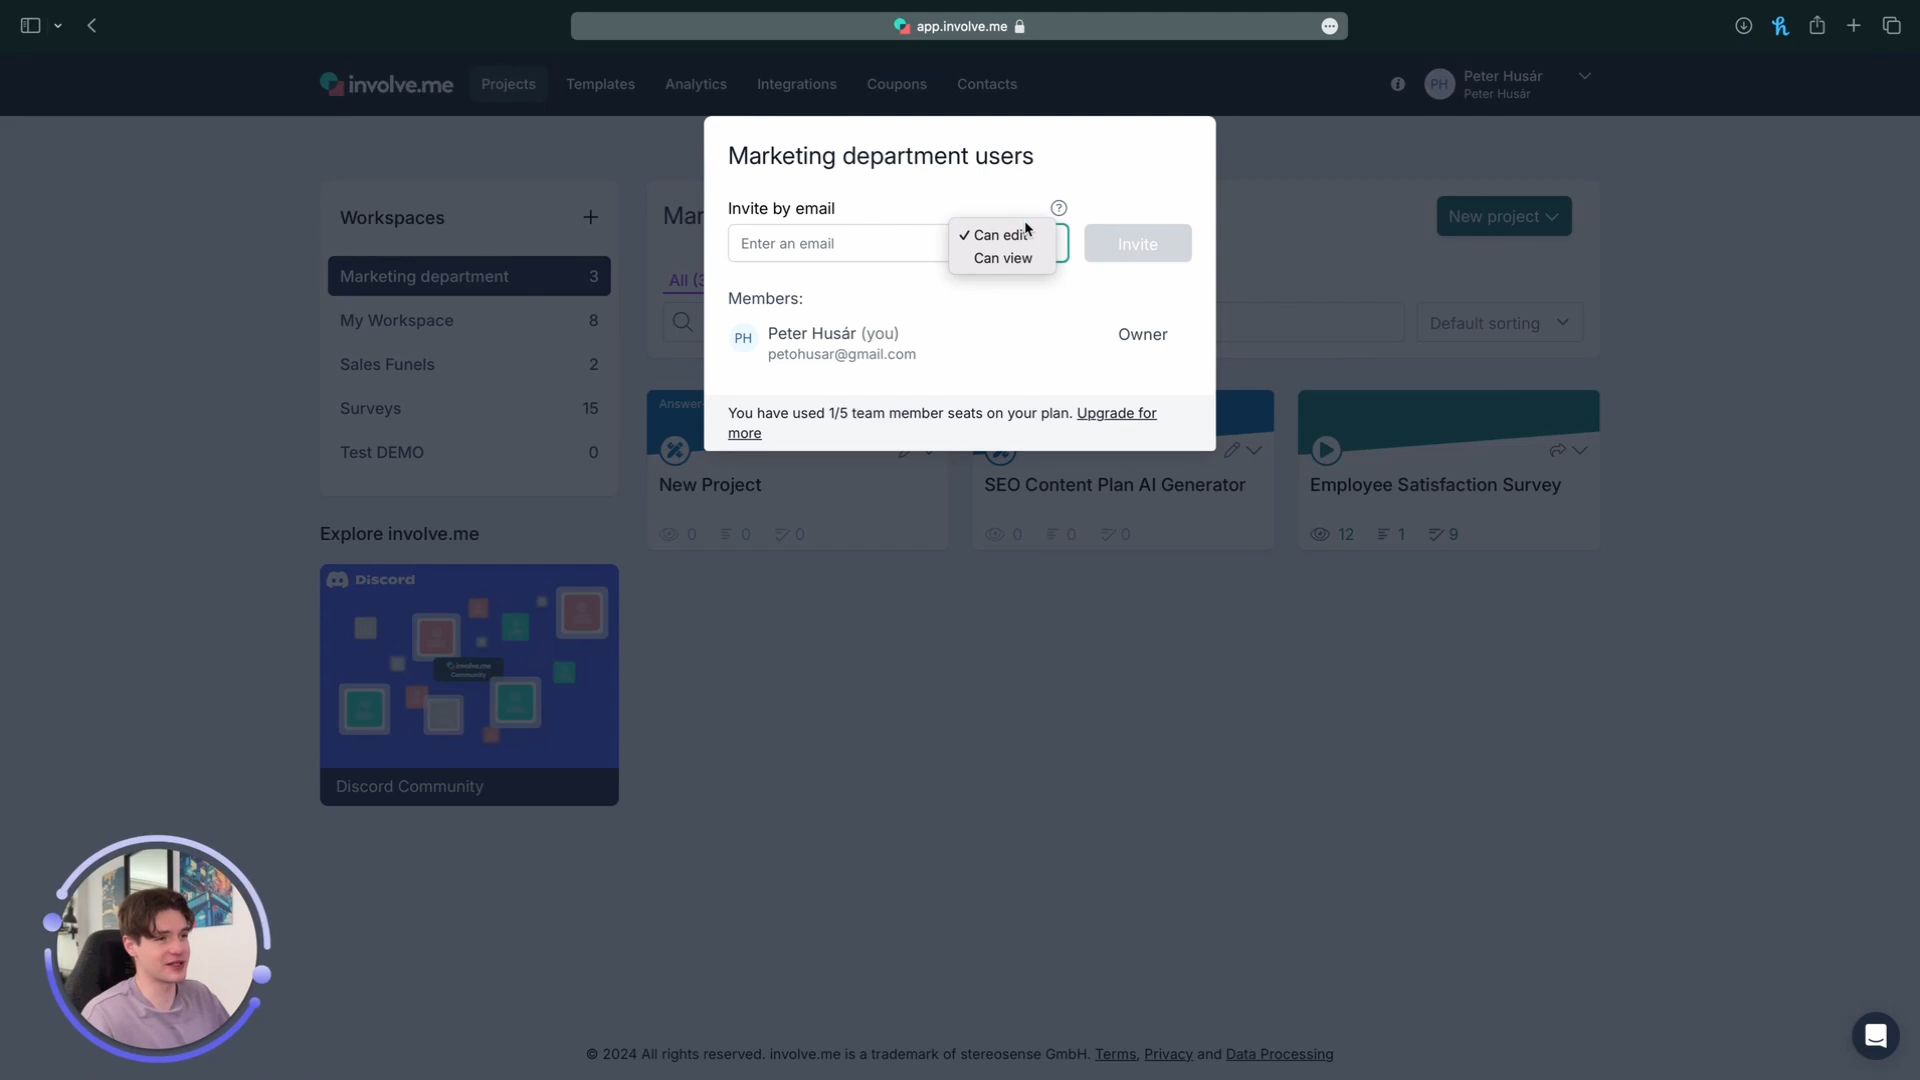 app.involve.me
involve.me
Projects
Templates
Analytics
Integrations
Coupons
Contacts
PH
Peter Husár
Peter Husár
Marketing department users
Invite by email
?
Enter an email
✓ Can edit
Can view
Invite
Members:
PH
Peter Husár (you)
petohusar@gmail.com
Owner
You have used 1/5 team member seats on your plan. Upgrade for
more
Workspaces
Marketing department 3
My Workspace 8
Sales Funels 2
Surveys 15
Test DEMO 0
Mar
New project
All (3
Default sorting
Answer
New Project
0 0 0
SEO Content Plan AI Generator
0 0 0
Employee Satisfaction Survey
12 1 9
Explore involve.me
Discord
involve.me
Community
Discord Community
© 2024 All rights reserved. involve.me is a trademark of stereosense GmbH. Terms, Privacy and Data Processing